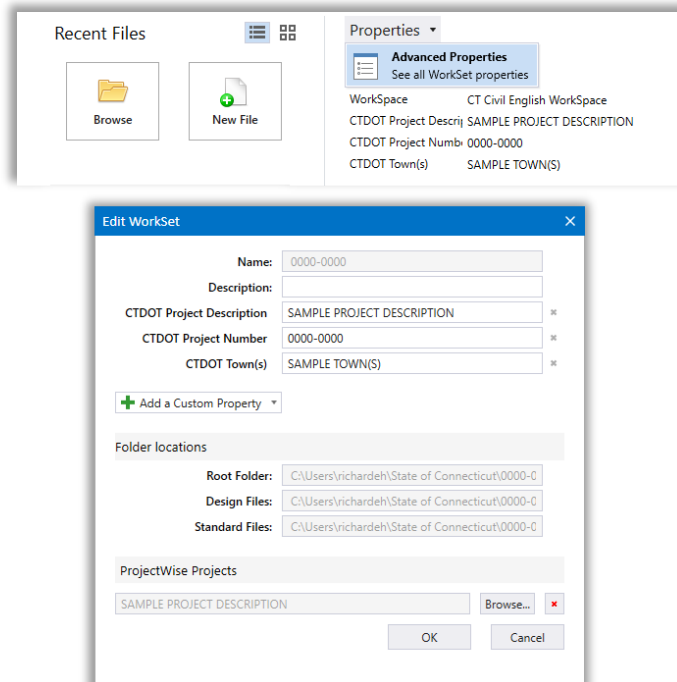 Recent Files
Properties
Advanced Properties
See all WorkSet properties
Browse
New File
WorkSpace CT Civil English WorkSpace
CTDOT Project Descrip SAMPLE PROJECT DESCRIPTION
CTDOT Project Numb 0000-0000
CTDOT Town(s) SAMPLE TOWN(S)
Edit WorkSet
Name: 0000-0000
Description:
CTDOT Project Description SAMPLE PROJECT DESCRIPTION
CTDOT Project Number 0000-0000
CTDOT Town(s) SAMPLE TOWN(S)
Add a Custom Property
Folder locations
Root Folder: C:\Users\richardeh\State of Connecticut\0000-0
Design Files: C:\Users\richardeh\State of Connecticut\0000-0
Standard Files: C:\Users\richardeh\State of Connecticut\0000-0
ProjectWise Projects
SAMPLE PROJECT DESCRIPTION Browse...
OK Cancel